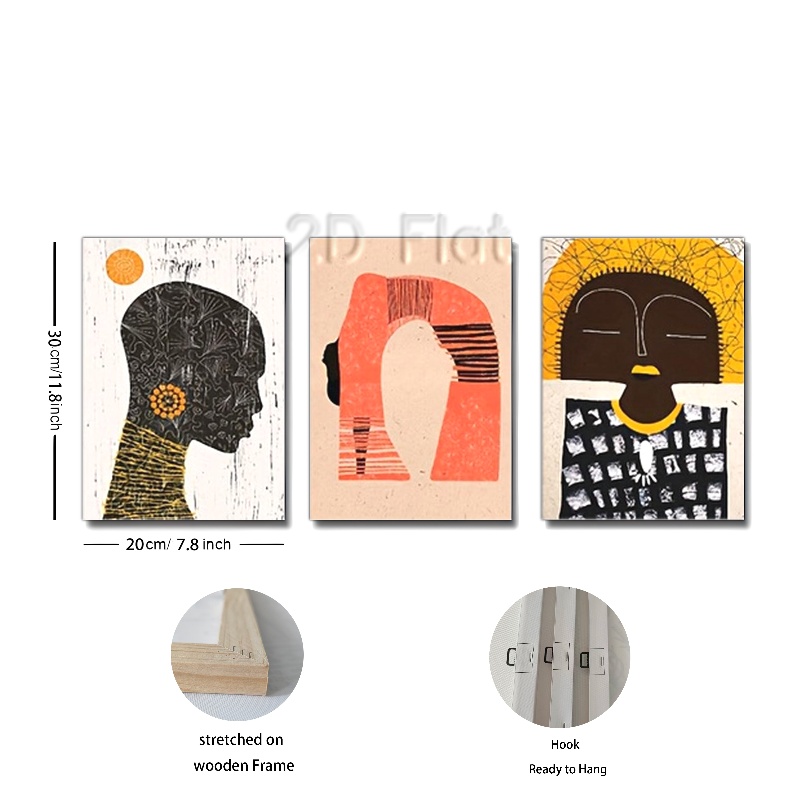 2D Flat
30cm/11.8inch
20cm/ 7.8 inch
stretched on
wooden Frame
Hook
Ready to Hang